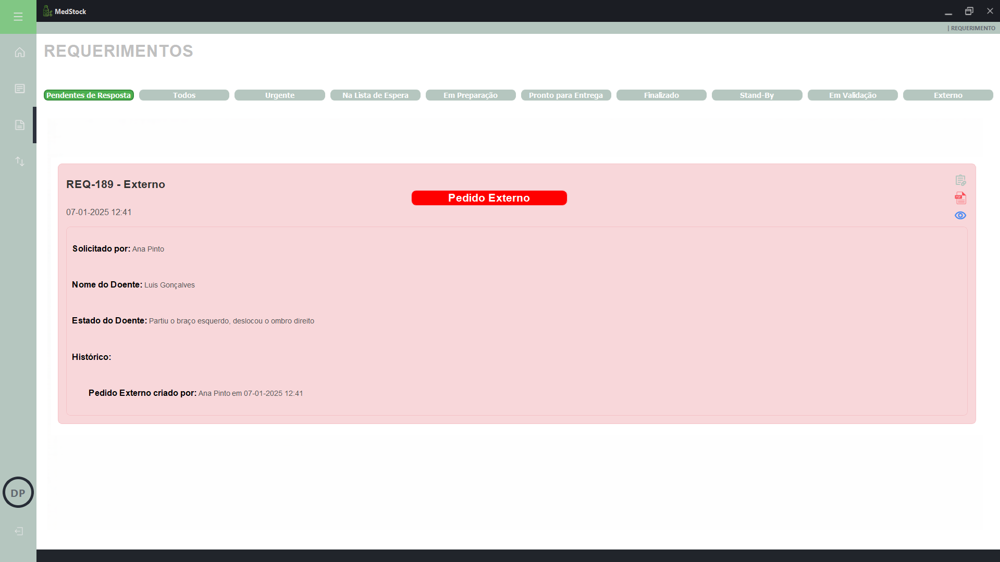 MedStock
| REQUERIMENTO
REQUERIMENTOS
Pendentes de Resposta
Todos
Urgente
Na Lista de Espera
Em Preparação
Pronto para Entrega
Finalizado
Stand-By
Em Validação
Externo
REQ-189 - Externo
Pedido Externo
PDF
07-01-2025 12:41
Solicitado por: Ana Pinto
Nome do Doente: Luis Gonçalves
Estado do Doente: Partiu o braço esquerdo, deslocou o ombro direito
Histórico:
Pedido Externo criado por: Ana Pinto em 07-01-2025 12:41
DP